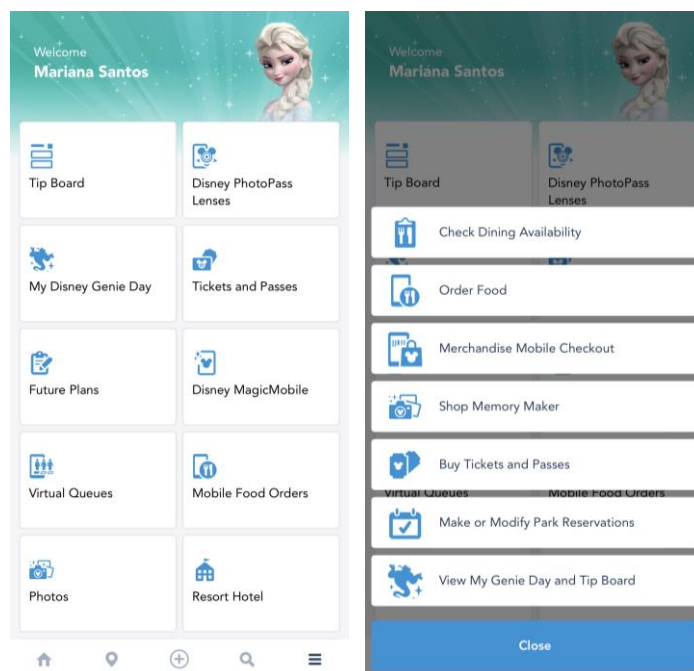 Welcome
Mariana Santos
Tip Board
Disney PhotoPass
Lenses
My Disney Genie Day
Tickets and Passes
Future Plans
Disney MagicMobile
Virtual Queues
Mobile Food Orders
Photos
Resort Hotel
Welcome
Mariana Santos
Tip Board
Disney PhotoPass
Lenses
Check Dining Availability
Order Food
Merchandise Mobile Checkout
Shop Memory Maker
Buy Tickets and Passes
Virtual Queues
Mobile Food Orders
Make or Modify Park Reservations
View My Genie Day and Tip Board
Close